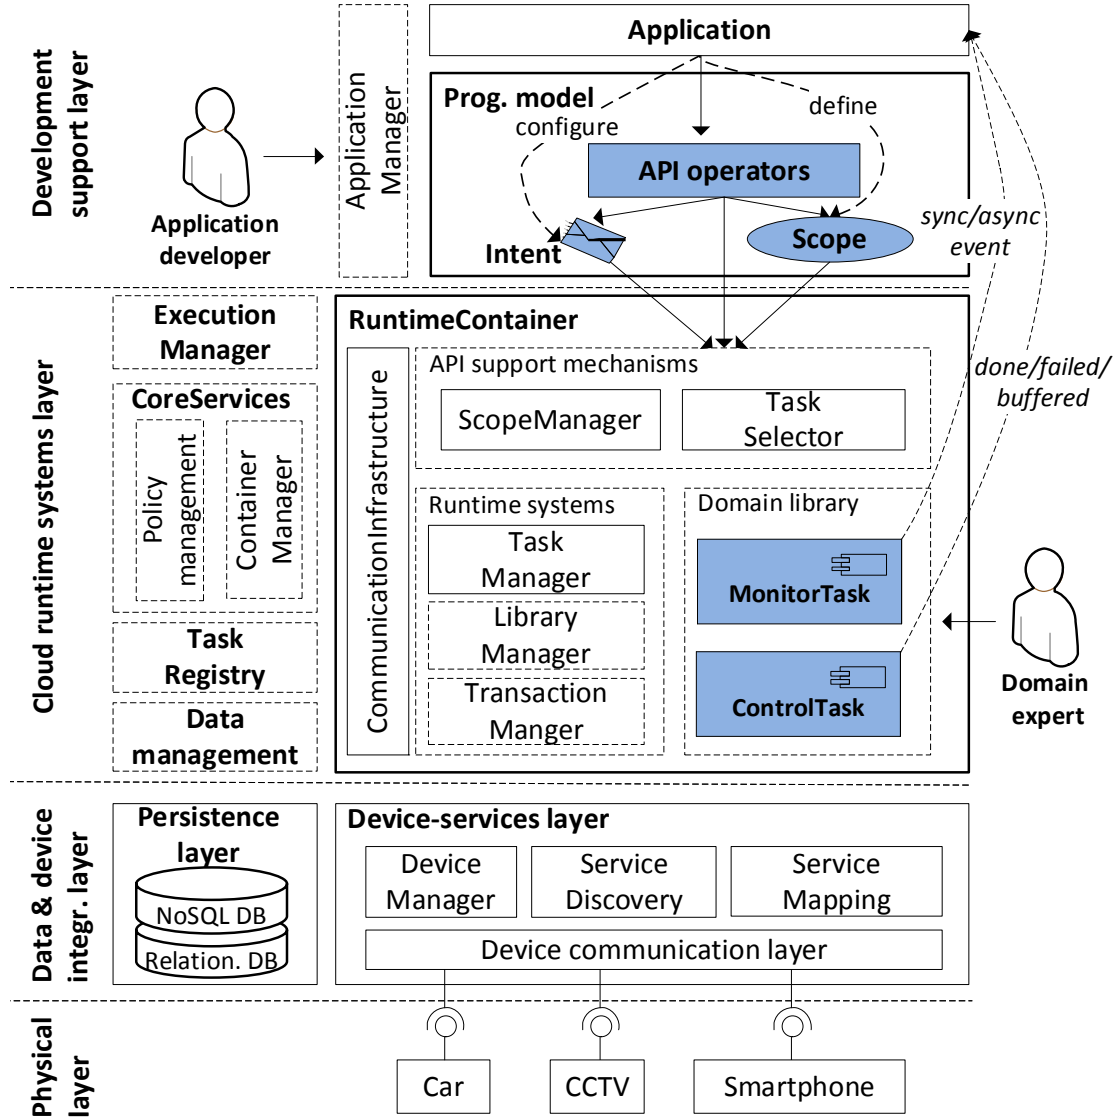 Development
support layer
Application
developer
Application
Manager
Application
Prog. model
configure
define
API operators
Intent
Scope
sync/async
event
done/failed/
buffered
Cloud runtime systems layer
Execution
Manager
CoreServices
Policy
management
Container
Manager
Task
Registry
Data
management
RuntimeContainer
CommunicationInfrastructure
API support mechanisms
ScopeManager
Task
Selector
Runtime systems
Task
Manager
Library
Manager
Transaction
Manger
Domain library
MonitorTask
ControlTask
Domain
expert
Data & device
integr. layer
Persistence
layer
NoSQL DB
Relation. DB
Device-services layer
Device
Manager
Service
Discovery
Service
Mapping
Device communication layer
Physical
layer
Car
CCTV
Smartphone